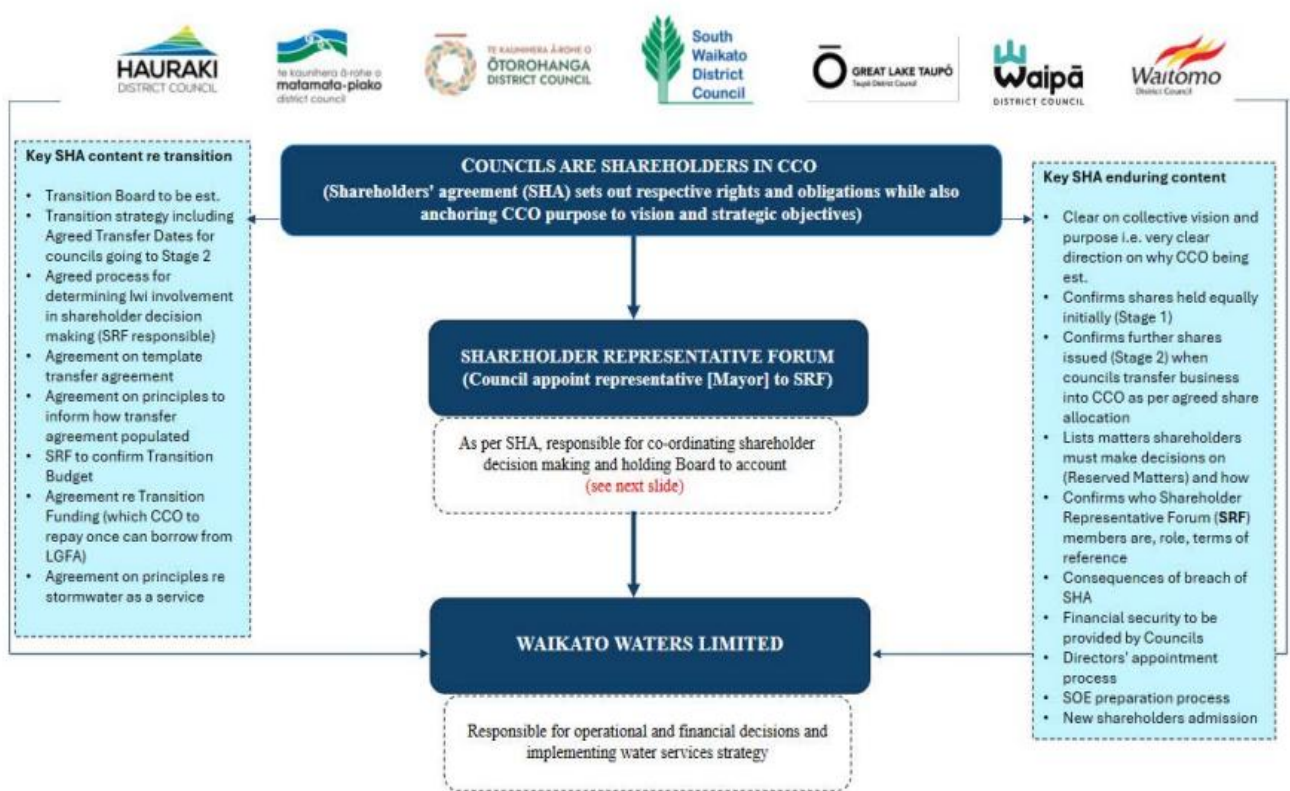 HAURAKI
DISTRICT COUNCIL
te kaunihera ā-rohe o
matamata-piako
district council
TE KAUNIHERA Ā-ROHE O
ŌTOROHANGA
DISTRICT COUNCIL
South
Waikato
District
Council
GREAT LAKE TAUPŌ
Taupō District Council
Waipā
DISTRICT COUNCIL
Waitomo
District Council
Key SHA content re transition
• Transition Board to be est.
• Transition strategy including
Agreed Transfer Dates for
councils going to Stage 2
• Agreed process for
determining Iwi involvement
in shareholder decision
making (SRF responsible)
• Agreement on template
transfer agreement
• Agreement on principles to
inform how transfer
agreement populated
• SRF to confirm Transition
Budget
• Agreement re Transition
Funding (which CCO to
repay once can borrow from
LGFA)
• Agreement on principles re
stormwater as a service
COUNCILS ARE SHAREHOLDERS IN CCO
(Shareholders' agreement (SHA) sets out respective rights and obligations while also
anchoring CCO purpose to vision and strategic objectives)
SHAREHOLDER REPRESENTATIVE FORUM
(Council appoint representative [Mayor] to SRF)
As per SHA, responsible for co-ordinating shareholder
decision making and holding Board to account
(see next slide)
WAIKATO WATERS LIMITED
Responsible for operational and financial decisions and
implementing water services strategy
Key SHA enduring content
• Clear on collective vision and
purpose i.e. very clear
direction on why CCO being
est.
• Confirms shares held equally
initially (Stage 1)
• Confirms further shares
issued (Stage 2) when
councils transfer business
into CCO as per agreed share
allocation
• Lists matters shareholders
must make decisions on
(Reserved Matters) and how
• Confirms who Shareholder
Representative Forum (SRF)
members are, role, terms of
reference
• Consequences of breach of
SHA
• Financial security to be
provided by Councils
• Directors' appointment
process
• SOE preparation process
• New shareholders admission